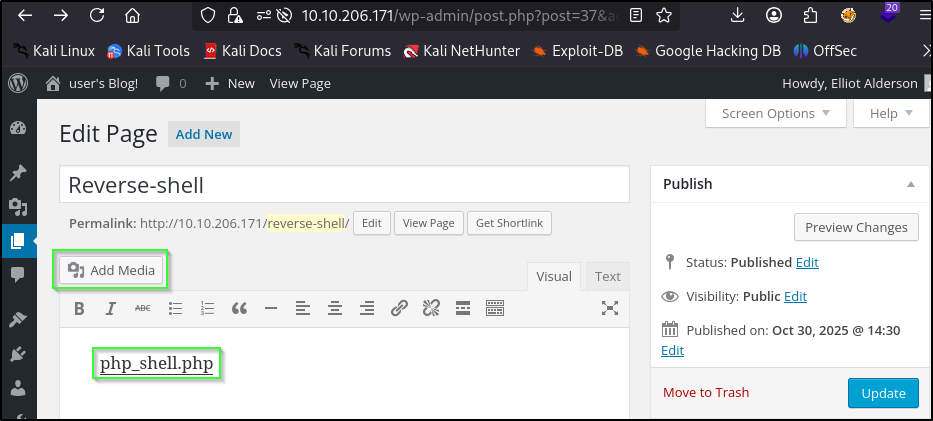 10.10.206.171/wp-admin/post.php?post=37&
20
Kali Linux Kali Tools Kali Docs Kali Forums Kali NetHunter Exploit-DB Google Hacking DB OffSec
user's Blog! 0 New View Page Howdy, Elliot Alderson
Screen Options Help
Edit Page Add New
Reverse-shell
Permalink: http://10.10.206.171/reverse-shell/ Edit View Page Get Shortlink
Add Media
Visual Text
B I ABC
php_shell.php
Publish
Preview Changes
Status: Published Edit
Visibility: Public Edit
Published on: Oct 30, 2025 @ 14:30
Edit
Move to Trash Update